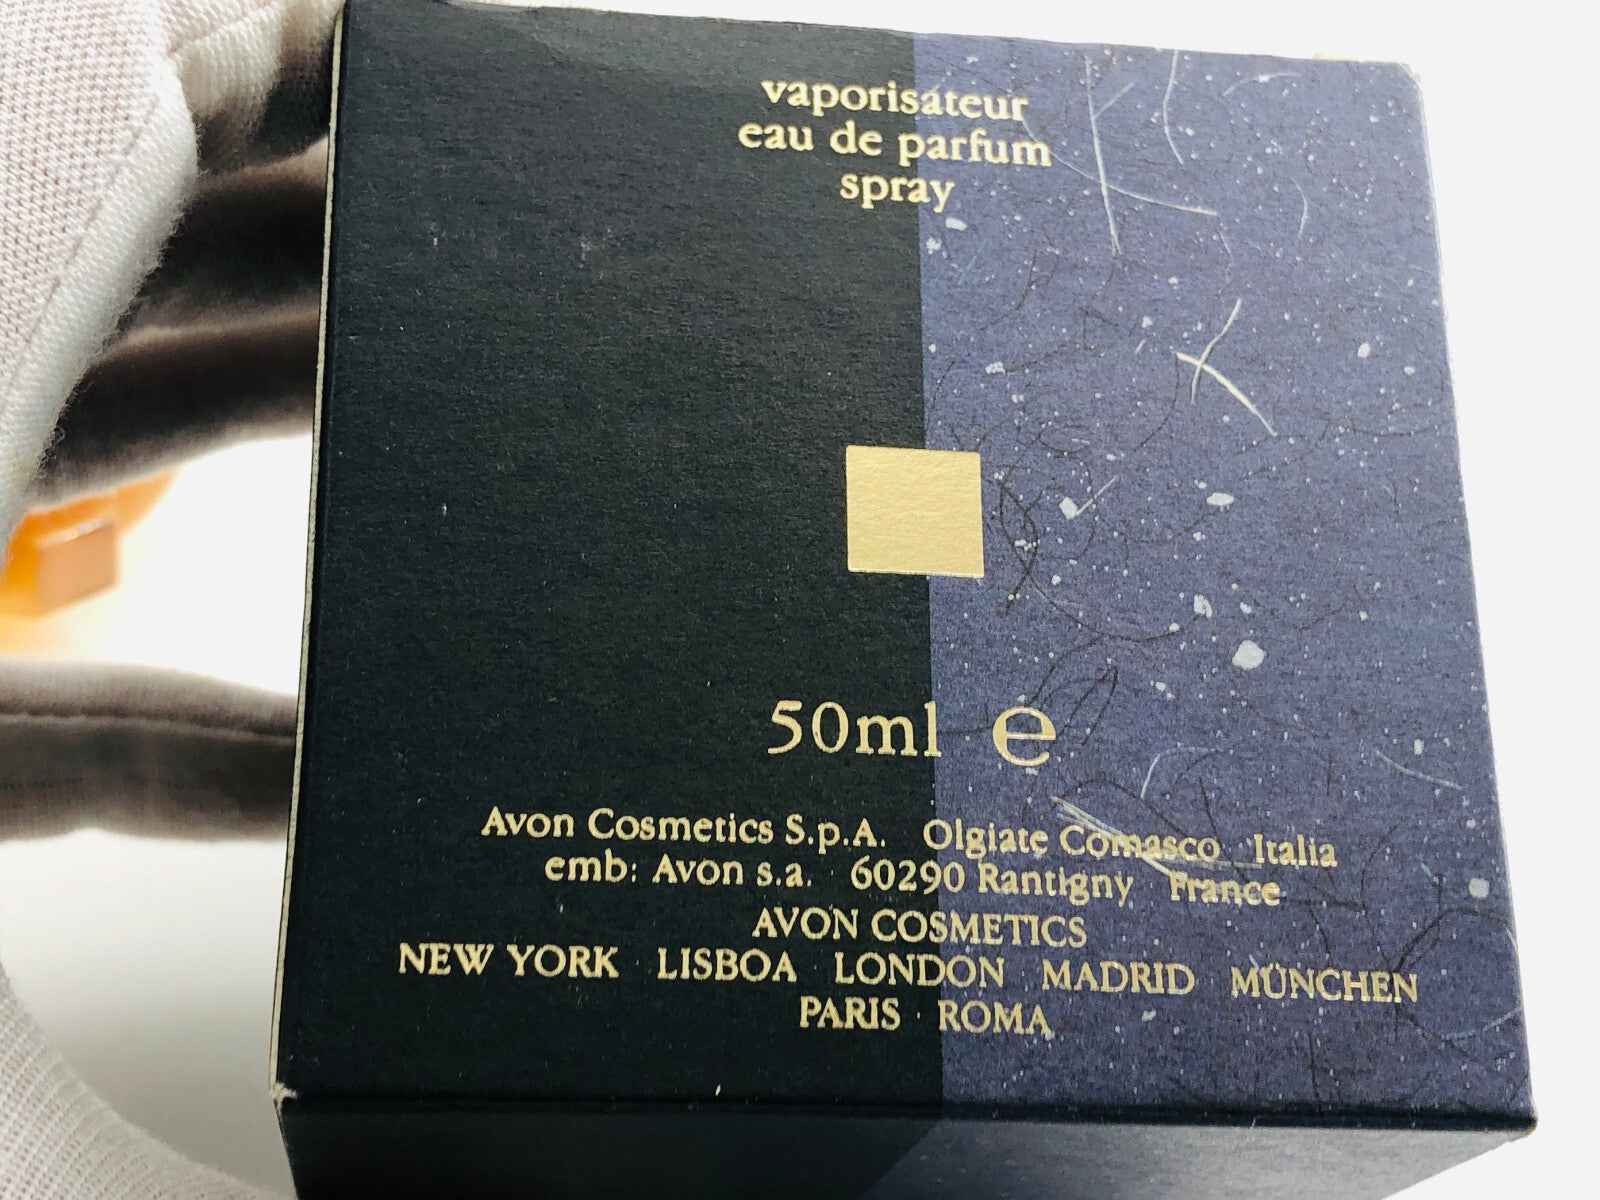 vaporisateur
eau de parfum
spray
50ml ℮
Avon Cosmetics S.p.A. Olgiate Comasco Italia
emb: Avon s.a. 60290 Rantigny France
AVON COSMETICS
NEW YORK · LISBOA · LONDON · MADRID · MÜNCHEN
PARIS · ROMA